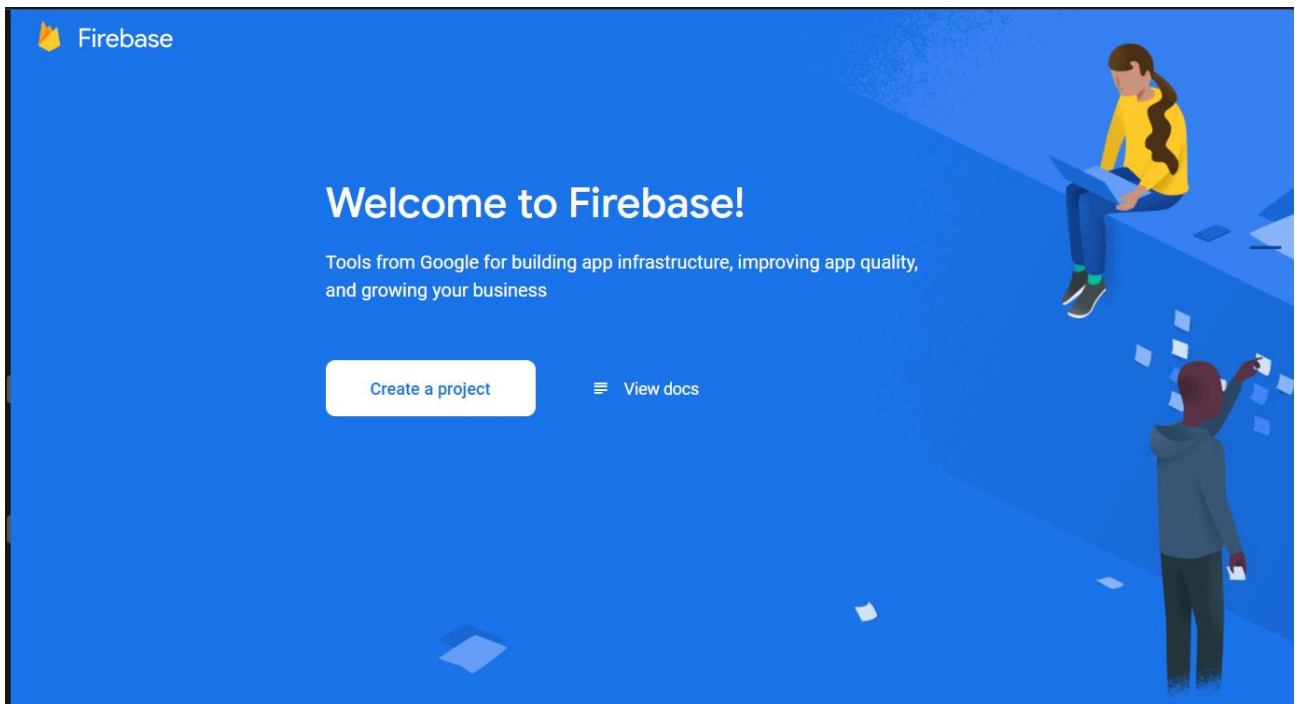 Firebase
Welcome to Firebase!
Tools from Google for building app infrastructure, improving app quality,
and growing your business
Create a project
View docs